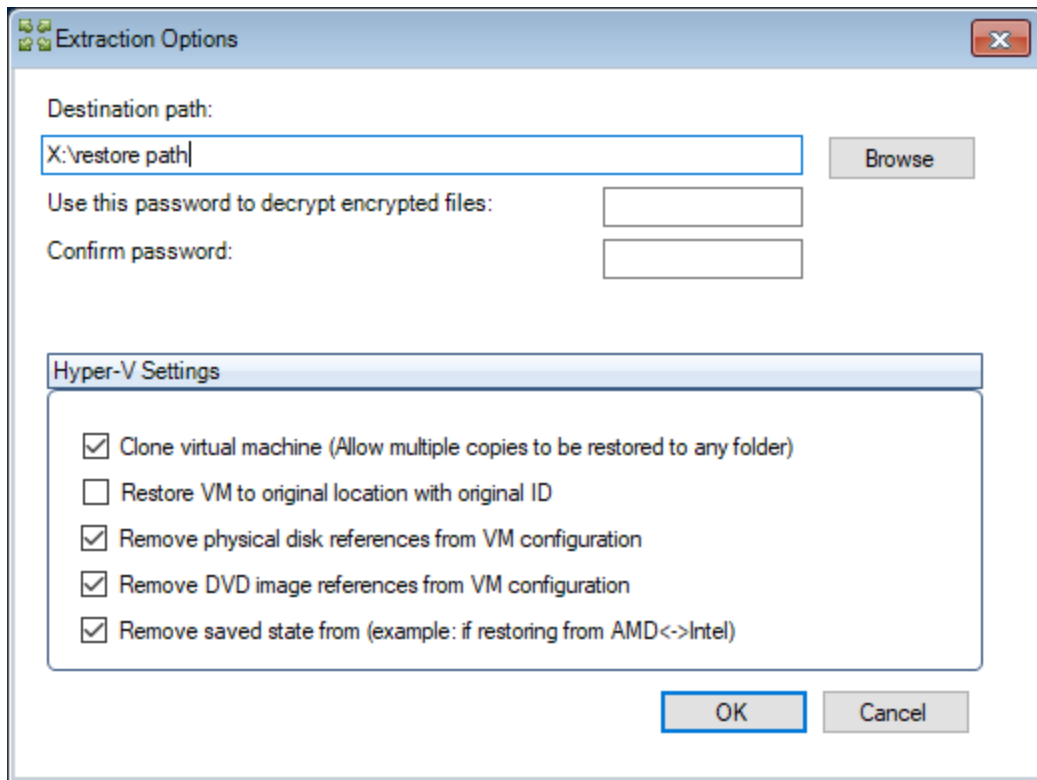 Extraction Options
Destination path:
X:\restore path
Browse
Use this password to decrypt encrypted files:
Confirm password:
Hyper-V Settings
Clone virtual machine (Allow multiple copies to be restored to any folder)
Restore VM to original location with original ID
Remove physical disk references from VM configuration
Remove DVD image references from VM configuration
Remove saved state from (example: if restoring from AMD<->Intel)
OK Cancel